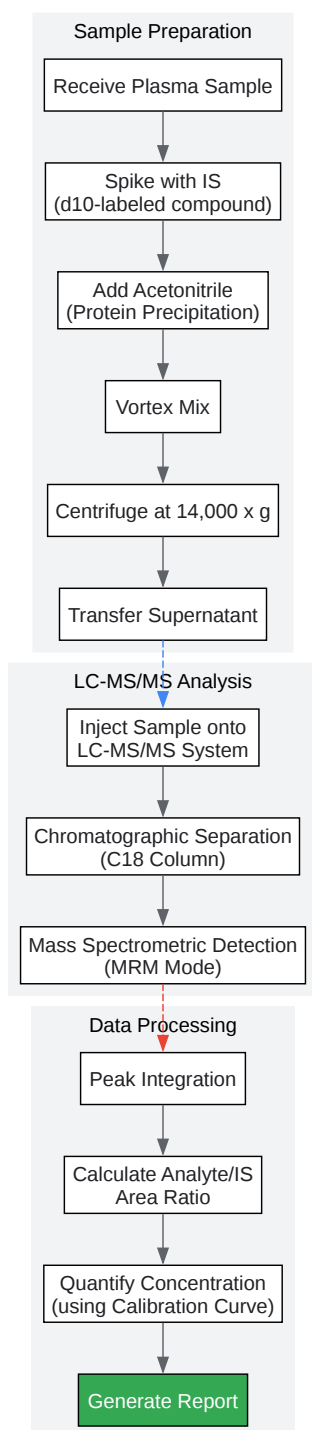 Sample Preparation
Receive Plasma Sample
Spike with IS
(d10-labeled compound)
Add Acetonitrile
(Protein Precipitation)
Vortex Mix
Centrifuge at 14,000 x g
Transfer Supernatant
LC-MS/MS Analysis
Inject Sample onto
LC-MS/MS System
Chromatographic Separation
(C18 Column)
Mass Spectrometric Detection
(MRM Mode)
Data Processing
Peak Integration
Calculate Analyte/IS
Area Ratio
Quantify Concentration
(using Calibration Curve)
Generate Report